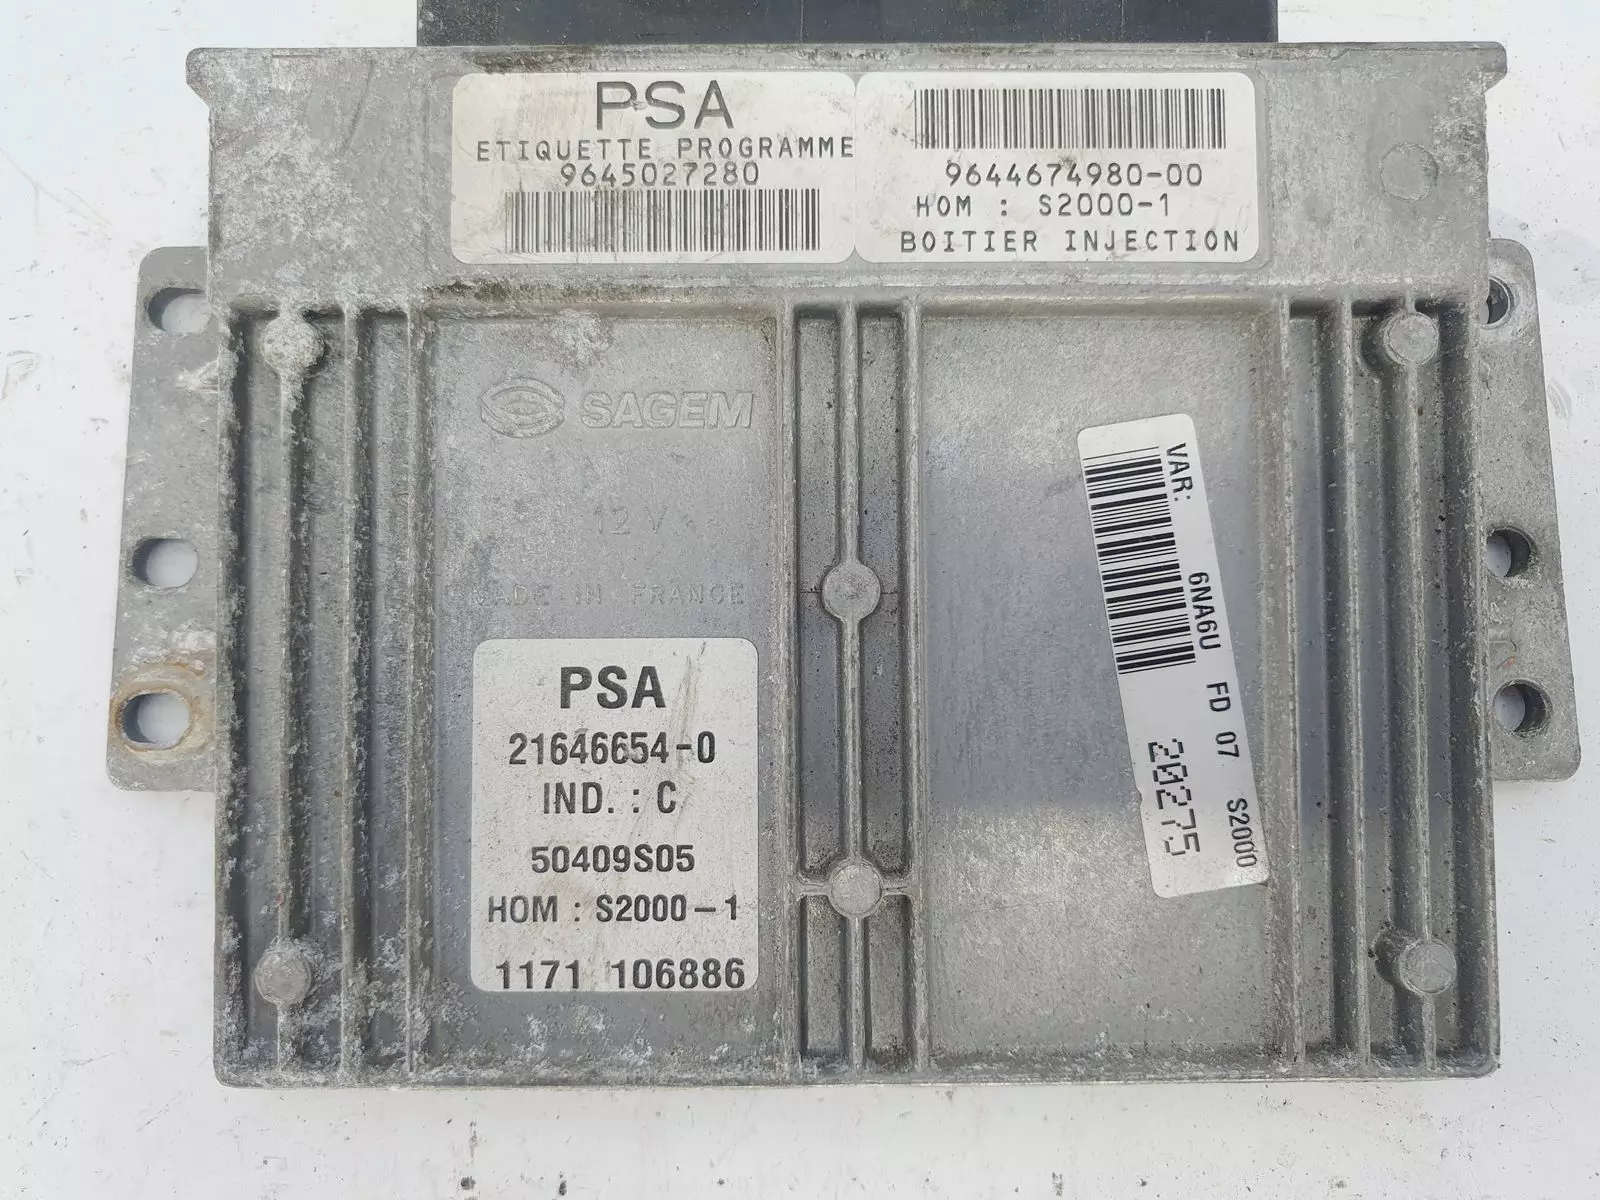 PSA
ETIQUETTE PROGRAMME
9645027280
9644674980-00
HOM : S2000-1
BOITIER INJECTION
SAGEM
12 V
MADE IN FRANCE
PSA
21646654-0
IND. : C
50409S05
HOM : S2000-1
1171 106886
VAR:
6NA6U FD 07 S2000
20275